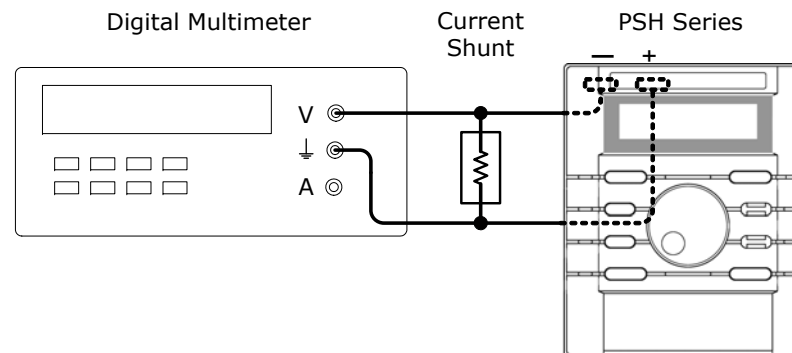 Digital Multimeter
Current
Shunt
PSH Series
— +
V
A